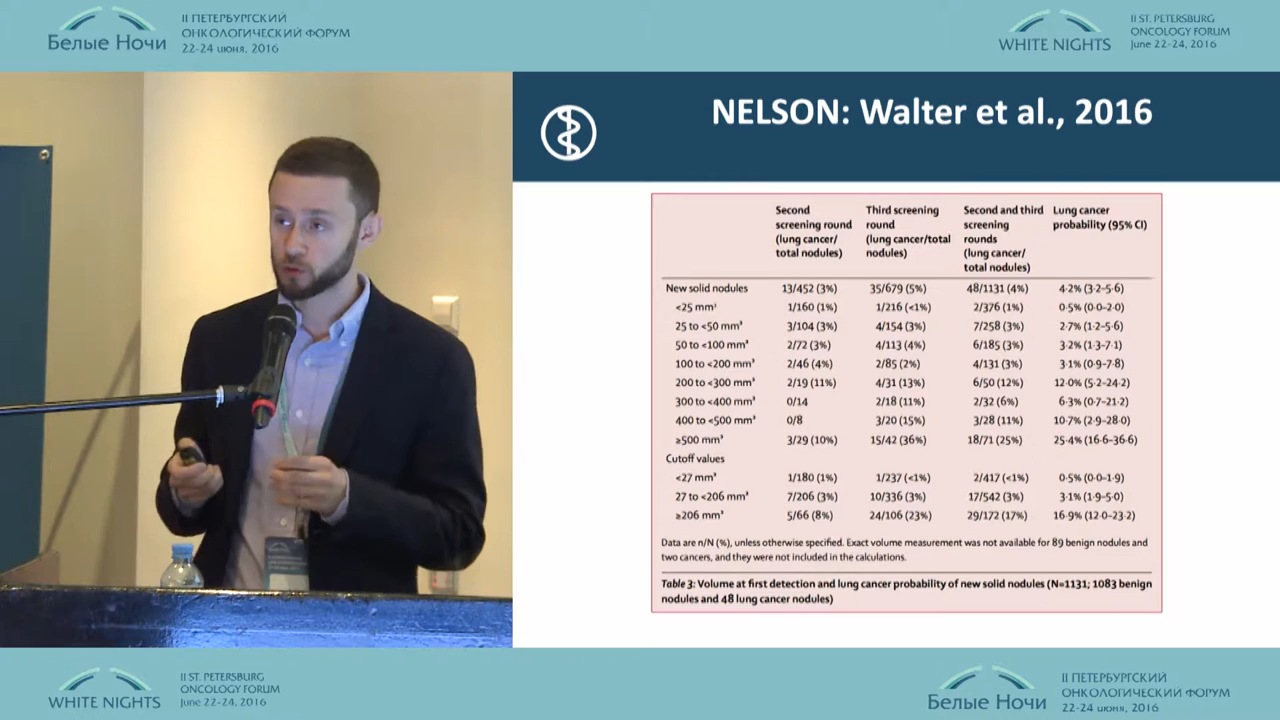 Белые Ночи
II ПЕТЕРБУРГСКИЙ
ОНКОЛОГИЧЕСКИЙ ФОРУМ
22-24 июня, 2016
WHITE NIGHTS
II ST. PETERSBURG
ONCOLOGY FORUM
June 22-24, 2016
NELSON: Walter et al., 2016
Second screening round (lung cancer/ total nodules) Third screening round (lung cancer/total nodules) Second and third screening rounds (lung cancer/ total nodules) Lung cancer probability (95% CI)
New solid nodules 13/452 (3%) 35/679 (5%) 48/1131 (4%) 4·2% (3·2–5·6)
<25 mm³ 1/160 (1%) 1/216 (<1%) 2/376 (1%) 0·5% (0·0–2·0)
25 to <50 mm³ 3/104 (3%) 4/154 (3%) 7/258 (3%) 2·7% (1·2–5·6)
50 to <100 mm³ 2/72 (3%) 4/113 (4%) 6/185 (3%) 3·2% (1·3–7·1)
100 to <200 mm³ 2/46 (4%) 2/85 (2%) 4/131 (3%) 3·1% (0·9–7·8)
200 to <300 mm³ 2/19 (11%) 4/31 (13%) 6/50 (12%) 12·0% (5·2–24·2)
300 to <400 mm³ 0/14 2/18 (11%) 2/32 (6%) 6·3% (0·7–21·2)
400 to <500 mm³ 0/8 3/20 (15%) 3/28 (11%) 10·7% (2·9–28·0)
≥500 mm³ 3/29 (10%) 15/42 (36%) 18/71 (25%) 25·4% (16·6–36·6)
Cutoff values
<27 mm³ 1/180 (1%) 1/237 (<1%) 2/417 (<1%) 0·5% (0·0–1·9)
27 to <206 mm³ 7/206 (3%) 10/336 (3%) 17/542 (3%) 3·1% (1·9–5·0)
≥206 mm³ 5/66 (8%) 24/106 (23%) 29/172 (17%) 16·9% (12·0–23·2)
Data are n/N (%), unless otherwise specified. Exact volume measurement was not available for 89 benign nodules and
two cancers, and they were not included in the calculations.
Table 3: Volume at first detection and lung cancer probability of new solid nodules (N=1131; 1083 benign
nodules and 48 lung cancer nodules)
WHITE NIGHTS
II ST. PETERSBURG
ONCOLOGY FORUM
June 22-24, 2016
Белые Ночи
II ПЕТЕРБУРГСКИЙ
ОНКОЛОГИЧЕСКИЙ ФОРУМ
22-24 июня, 2016